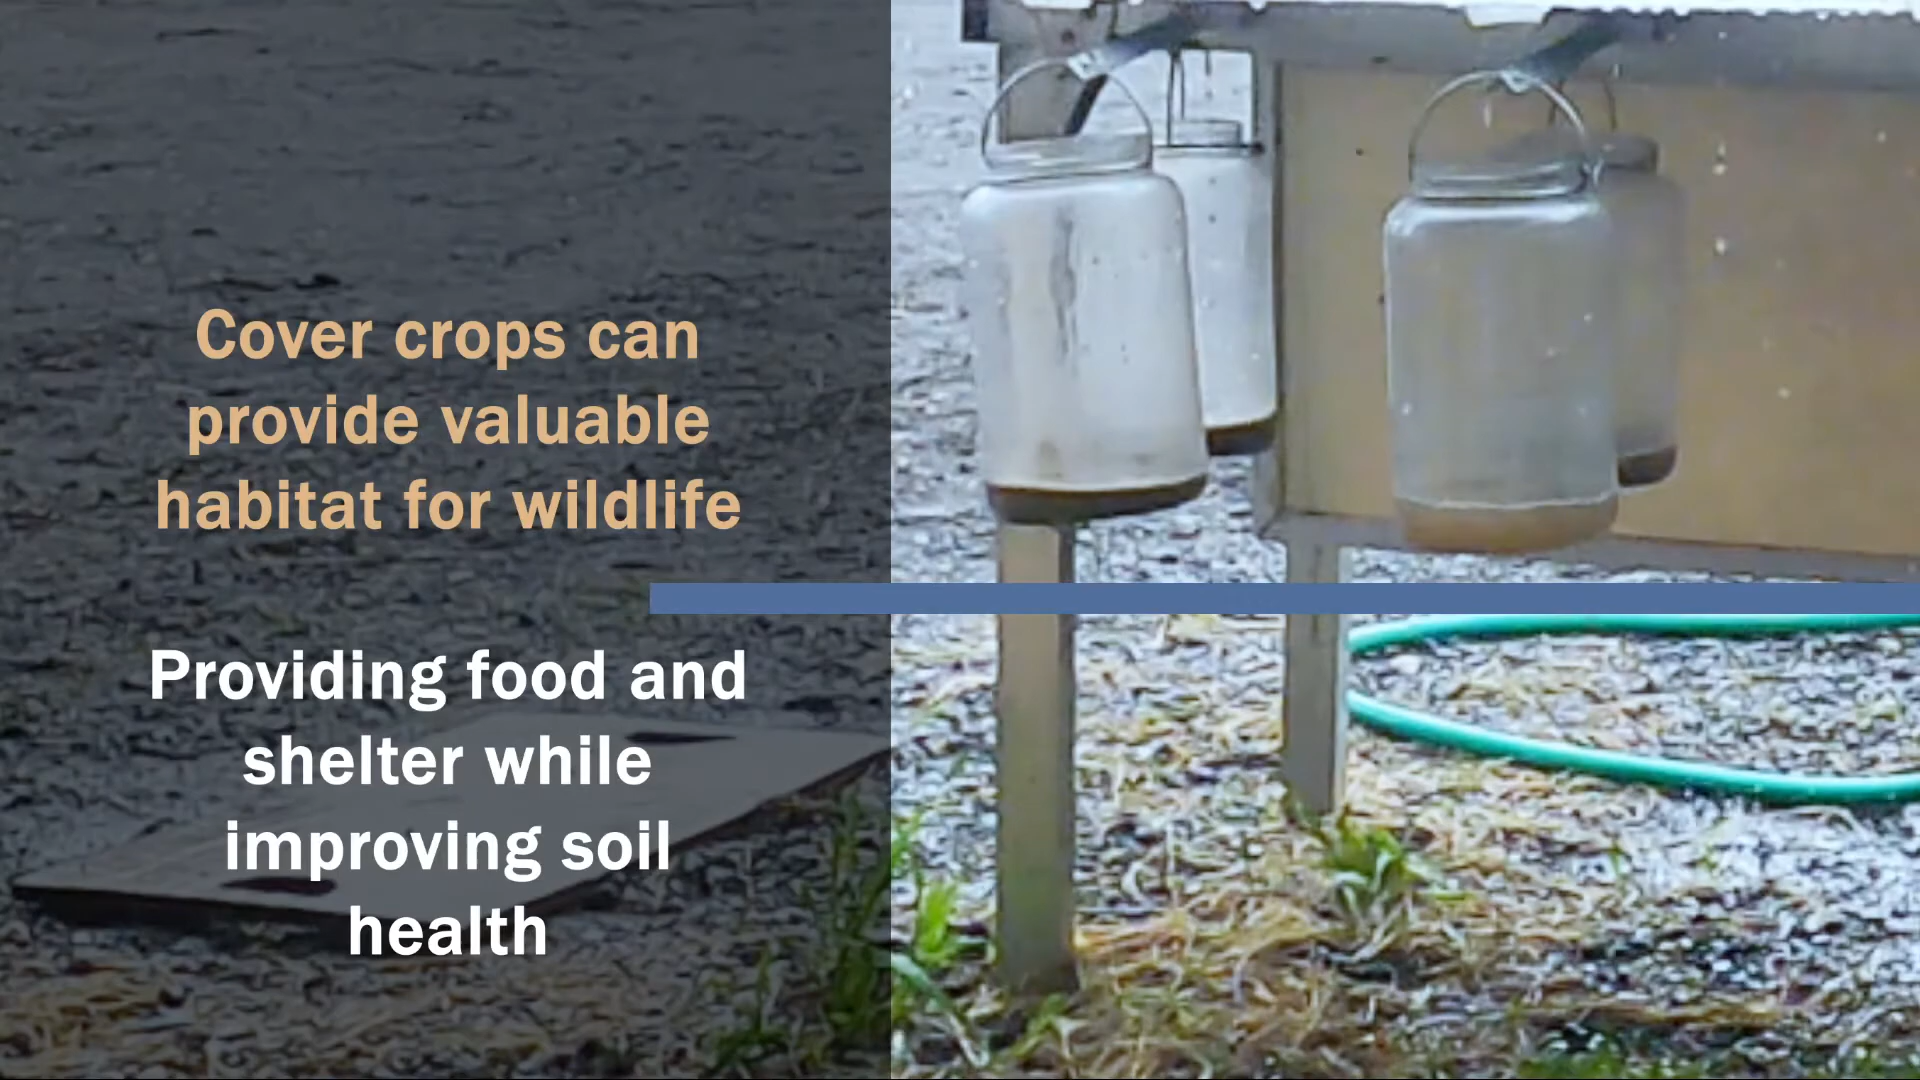 Cover crops can
provide valuable
habitat for wildlife
Providing food and
shelter while
improving soil
health